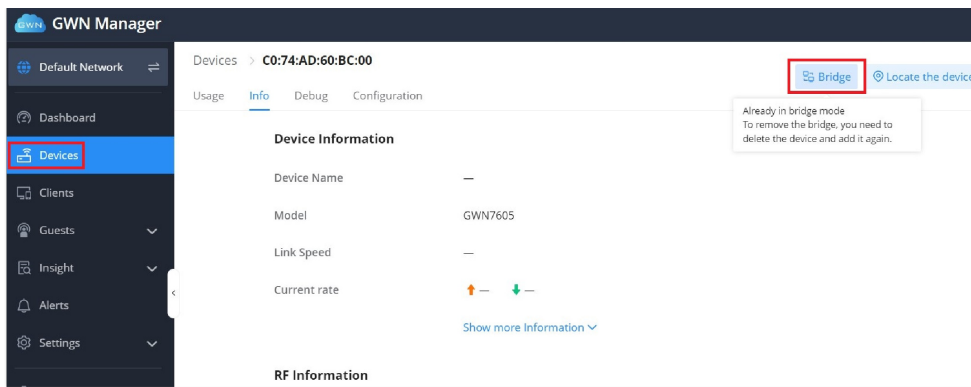 GWN GWN Manager
Default Network
Devices > C0:74:AD:60:BC:00
Bridge
Locate the device
Usage
Info
Debug
Configuration
Already in bridge mode
To remove the bridge, you need to
delete the device and add it again.
Dashboard
Devices
Clients
Guests
Insight
Alerts
Settings
Device Information
Device Name —
Model GWN7605
Link Speed —
Current rate — —
Show more Information
RF Information